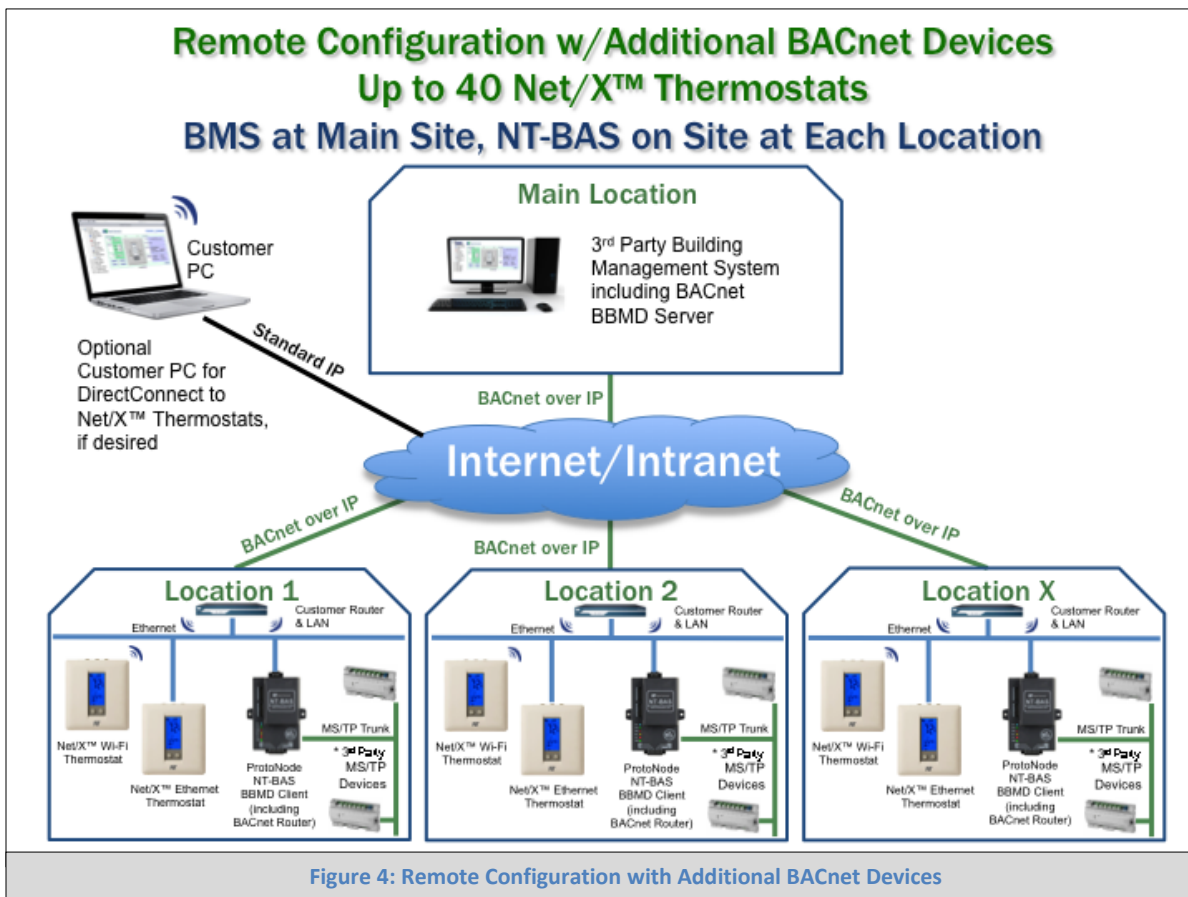 Remote Configuration w/Additional BACnet Devices
Up to 40 Net/X™ Thermostats
BMS at Main Site, NT-BAS on Site at Each Location
Main Location
3rd Party Building
Management System
including BACnet
BBMD Server
Customer
PC
Optional
Customer PC for
DirectConnect to
Net/X™ Thermostats,
if desired
Standard IP
BACnet over IP
Internet/Intranet
BACnet over IP
BACnet over IP
BACnet over IP
Location 1
Customer Router
& LAN
Ethernet
NT-BAS
MS/TP Trunk
Net/X™ Wi-Fi
Thermostat
Net/X™ Ethernet
Thermostat
ProtoNode
NT-BAS
BBMD Client
(including
BACnet Router)
* 3rd Party
MS/TP
Devices
Location 2
Customer Router
& LAN
Ethernet
NT-BAS
MS/TP Trunk
Net/X™ Wi-Fi
Thermostat
Net/X™ Ethernet
Thermostat
ProtoNode
NT-BAS
BBMD Client
(including
BACnet Router)
* 3rd Party
MS/TP
Devices
Location X
Customer Router
& LAN
Ethernet
NT-BAS
MS/TP Trunk
Net/X™ Wi-Fi
Thermostat
Net/X™ Ethernet
Thermostat
ProtoNode
NT-BAS
BBMD Client
(including
BACnet Router)
* 3rd Party
MS/TP
Devices
Figure 4: Remote Configuration with Additional BACnet Devices